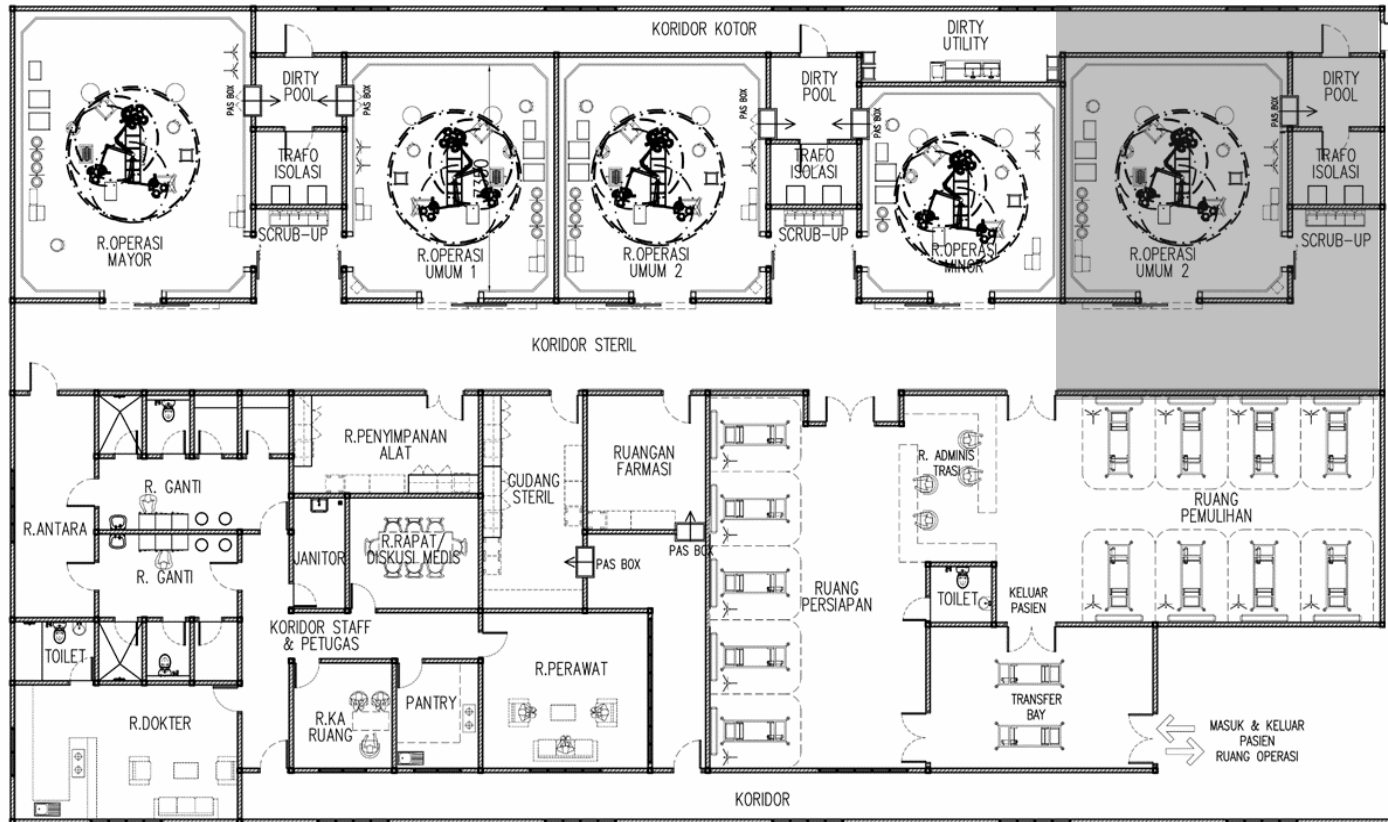 KORIDOR KOTOR
DIRTY
UTILITY
DIRTY
POOL
PAS BOX
PAS BOX
TRAFO
ISOLASI
SCRUB-UP
R.OPERASI
MAYOR
7330
R.OPERASI
UMUM 1
R.OPERASI
UMUM 2
DIRTY
POOL
PAS BOX
PAS BOX
TRAFO
ISOLASI
SCRUB-UP
R.OPERASI
MINOR
R.OPERASI
UMUM 2
PAS BOX
DIRTY
POOL
TRAFO
ISOLASI
SCRUB-UP
KORIDOR STERIL
R.ANTARA
R. GANTI
R. GANTI
TOILET
R.DOKTER
R.PENYIMPANAN
ALAT
JANITOR
R.RAPAT/
DISKUSI MEDIS
GUDANG
STERIL
RUANGAN
FARMASI
PAS BOX
PAS BOX
KORIDOR STAFF
& PETUGAS
R.KA
RUANG
PANTRY
R.PERAWAT
RUANG
PERSIAPAN
R. ADMINIS
TRASI
TOILET
KELUAR
PASIEN
RUANG
PEMULIHAN
TRANSFER
BAY
MASUK & KELUAR
PASIEN
RUANG OPERASI
KORIDOR